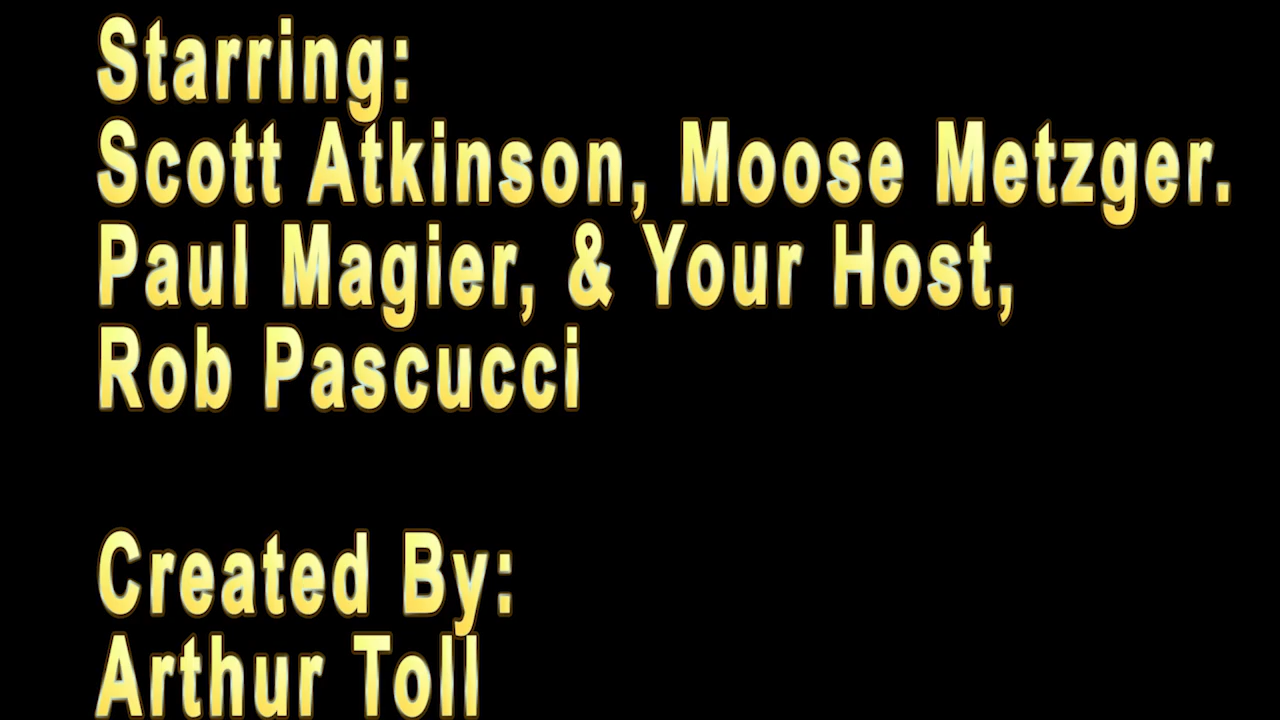 Starring:
Scott Atkinson, Moose Metzger.
Paul Magier, & Your Host,
Rob Pascucci
Created By:
Arthur Toll